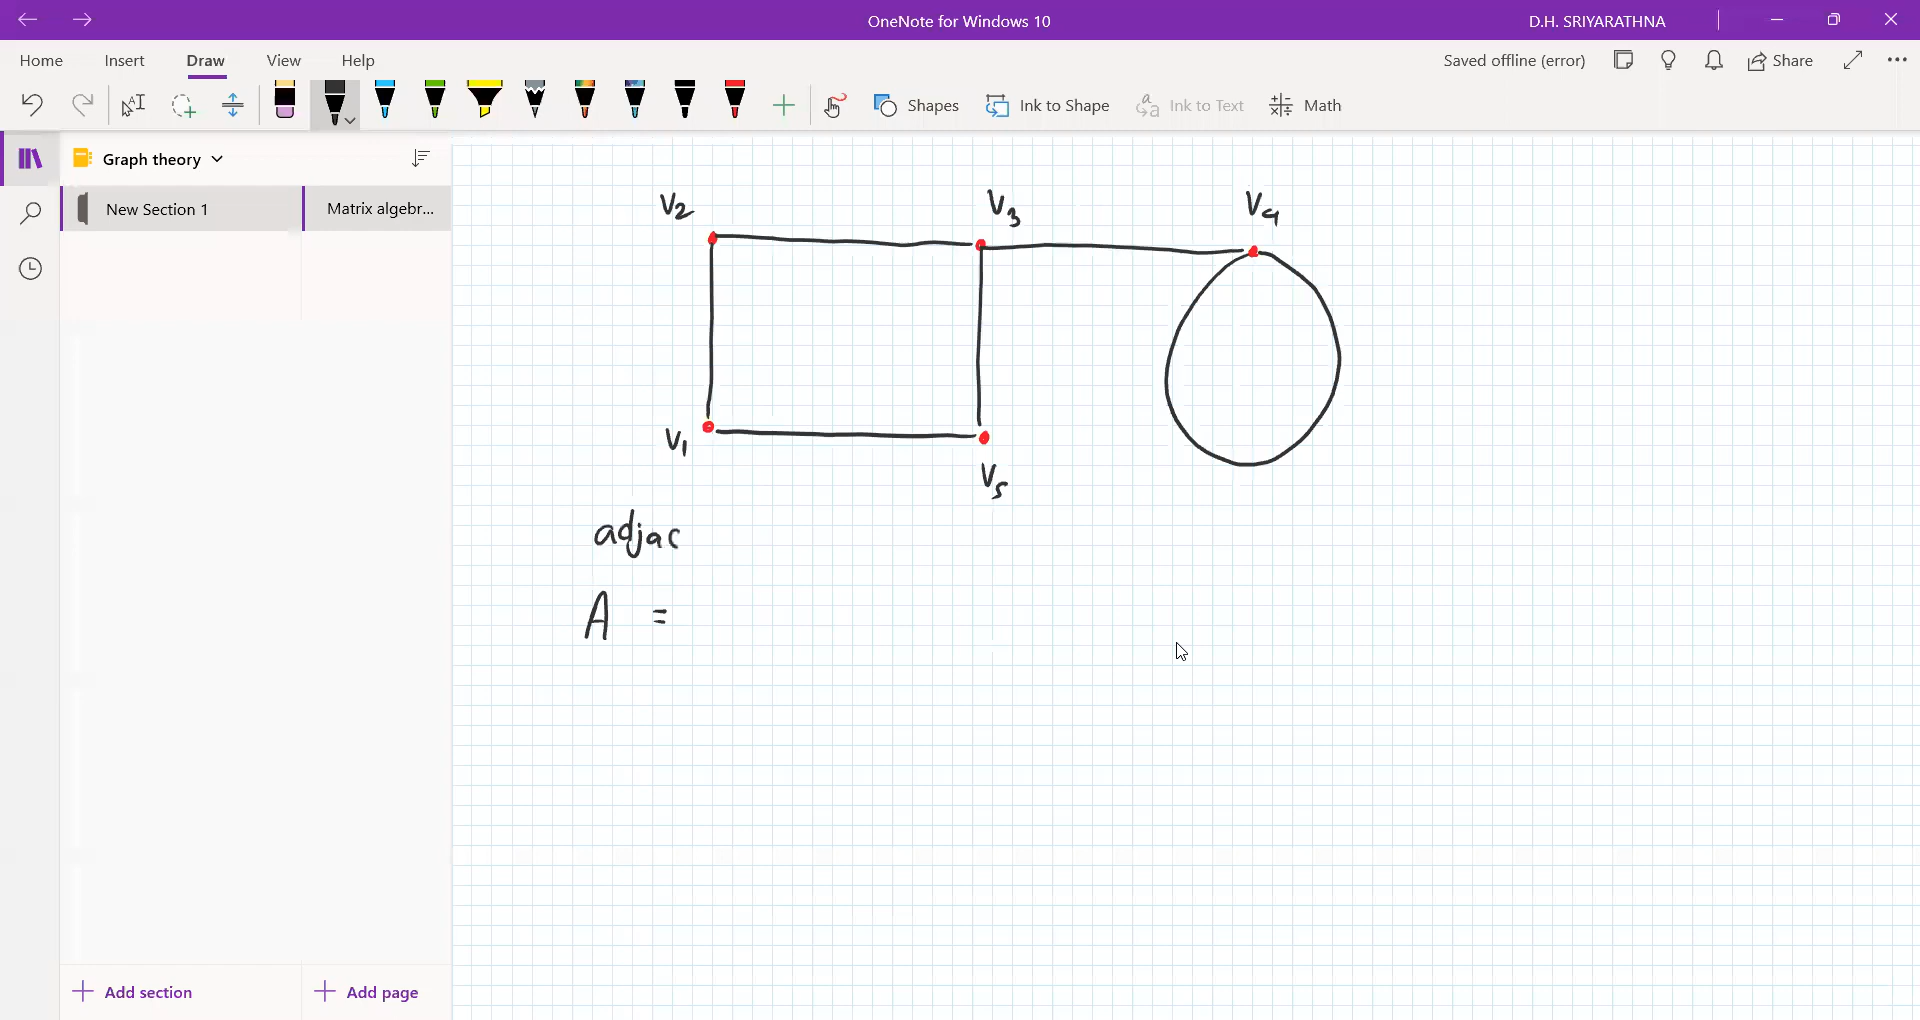 OneNote for Windows 10
D.H. SRIYARATHNA
Home Insert Draw View Help
Saved offline (error) Share
Shapes Ink to Shape Ink to Text Math
Graph theory
New Section 1
Matrix algebr...
V2 V3 V4
V1
V5
adjac
A =
Add section
Add page